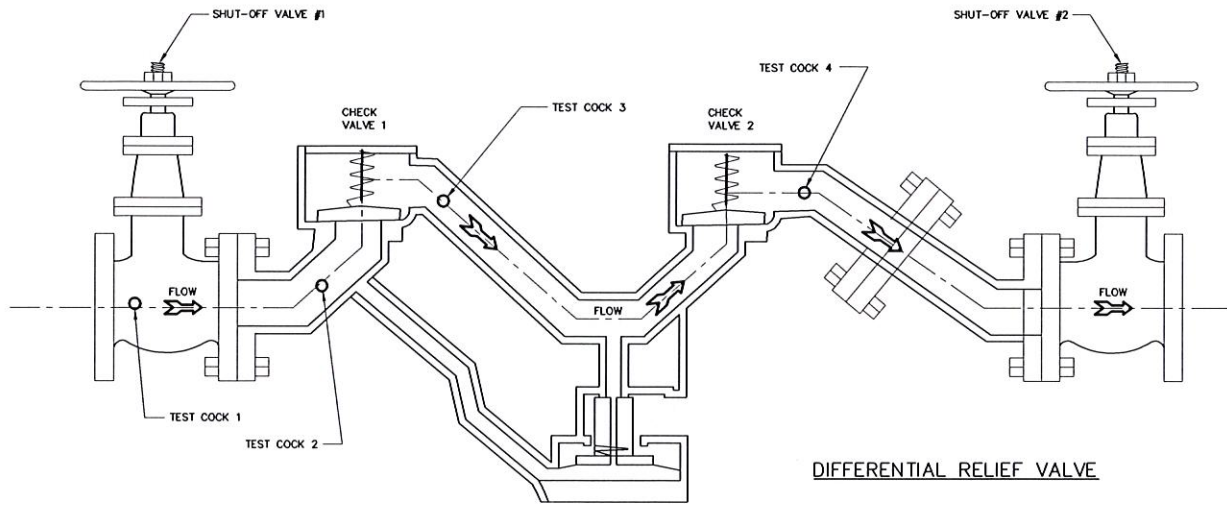 SHUT-OFF VALVE #1
SHUT-OFF VALVE #2
TEST COCK 4
TEST COCK 3
CHECK
VALVE 1
CHECK
VALVE 2
FLOW
FLOW
FLOW
TEST COCK 1
TEST COCK 2
DIFFERENTIAL RELIEF VALVE